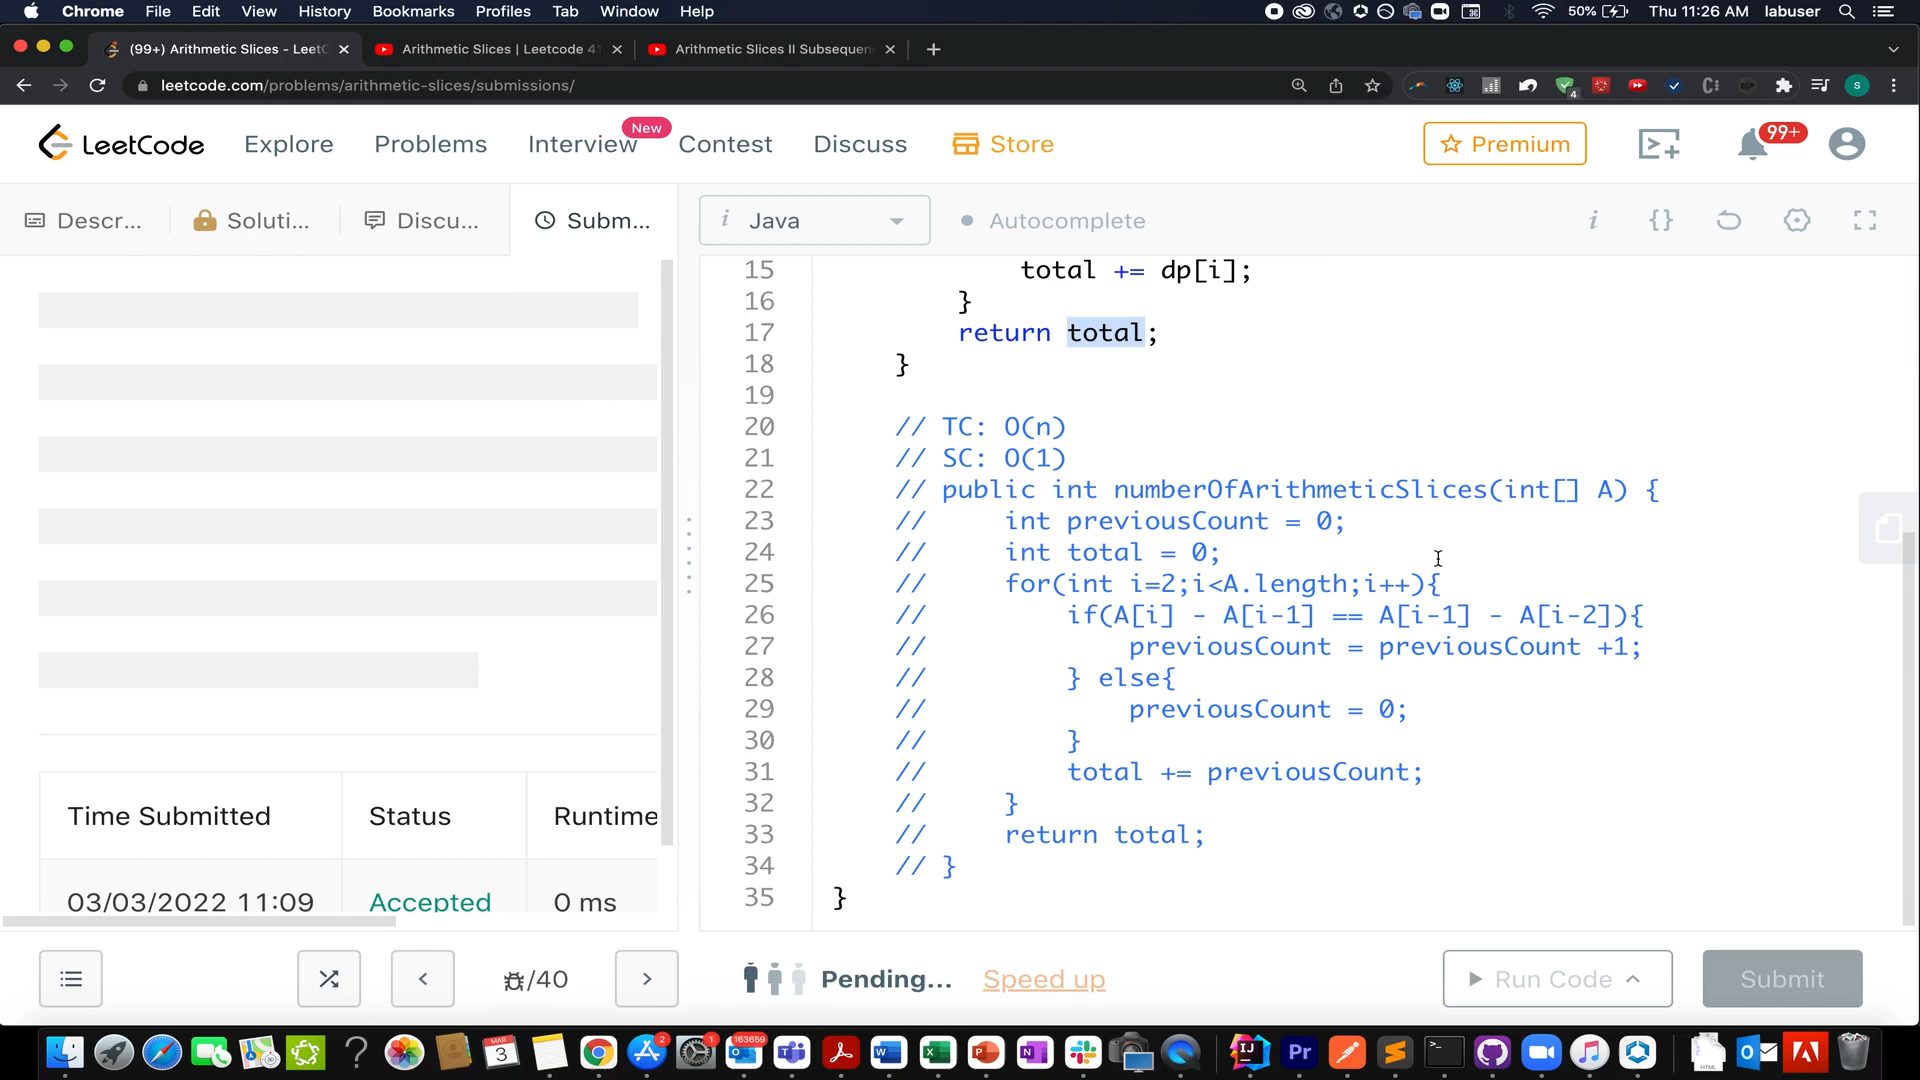 Chrome File Edit View History Bookmarks Profiles Tab Window Help 50% Thu 11:26 AM labuser
(99+) Arithmetic Slices - LeetC Arithmetic Slices | Leetcode 41 Arithmetic Slices II Subsequen
leetcode.com/problems/arithmetic-slices/submissions/ 4 S
LeetCode Explore Problems Interview New Contest Discuss Store Premium 99+
Descr... Soluti... Discu... Subm... i Java Autocomplete i {}
15 total += dp[i];
16 }
17 return total;
18 }
19
20 // TC: O(n)
21 // SC: O(1)
22 // public int numberOfArithmeticSlices(int[] A) {
23 // int previousCount = 0;
24 // int total = 0;
25 // for(int i=2;i<A.length;i++){
26 // if(A[i] - A[i-1] == A[i-1] - A[i-2]){
27 // previousCount = previousCount +1;
28 // } else{
29 // previousCount = 0;
30 // }
31 // total += previousCount;
32 // }
33 // return total;
34 // }
35 }
Time Submitted Status Runtime
03/03/2022 11:09 Accepted 0 ms
/40 Pending... Speed up Run Code Submit
MAR 3 2 163659 1